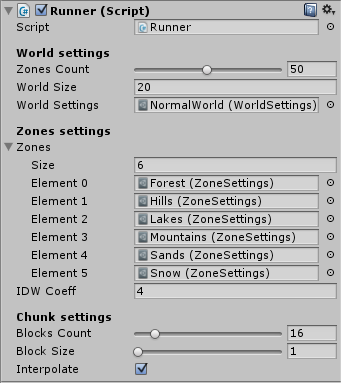 Runner (Script)
Script Runner
World settings
Zones Count 50
World Size 20
World Settings NormalWorld (WorldSettings)
Zones settings
Zones
Size 6
Element 0 Forest (ZoneSettings)
Element 1 Hills (ZoneSettings)
Element 2 Lakes (ZoneSettings)
Element 3 Mountains (ZoneSettings)
Element 4 Sands (ZoneSettings)
Element 5 Snow (ZoneSettings)
IDW Coeff 4
Chunk settings
Blocks Count 16
Block Size 1
Interpolate